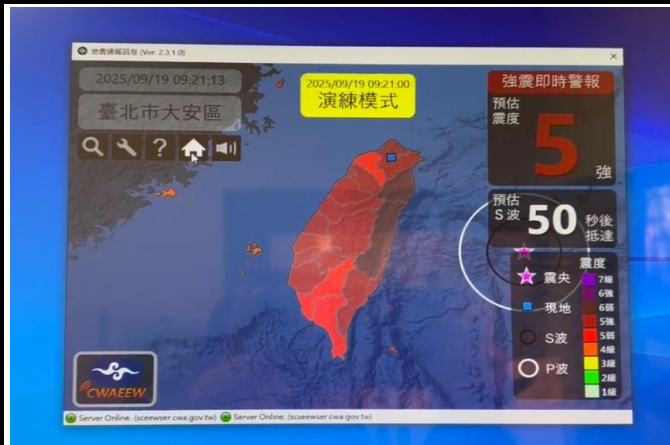 地震速報訊息 (Ver. 2.3.1.0)
2025/09/19 09:21:13
臺北市大安區
2025/09/19 09:21:00
演練模式
強震即時警報
預估
震度
5
強
預估
S波
50
秒後
抵達
震央
現地
S波
P波
震度
7級
6強
6弱
5強
5弱
4級
3級
2級
1級
CWAEEW
Server Online. (sceewser.cwa.gov.tw)
Server Online. (scseewser.cwa.gov.tw)